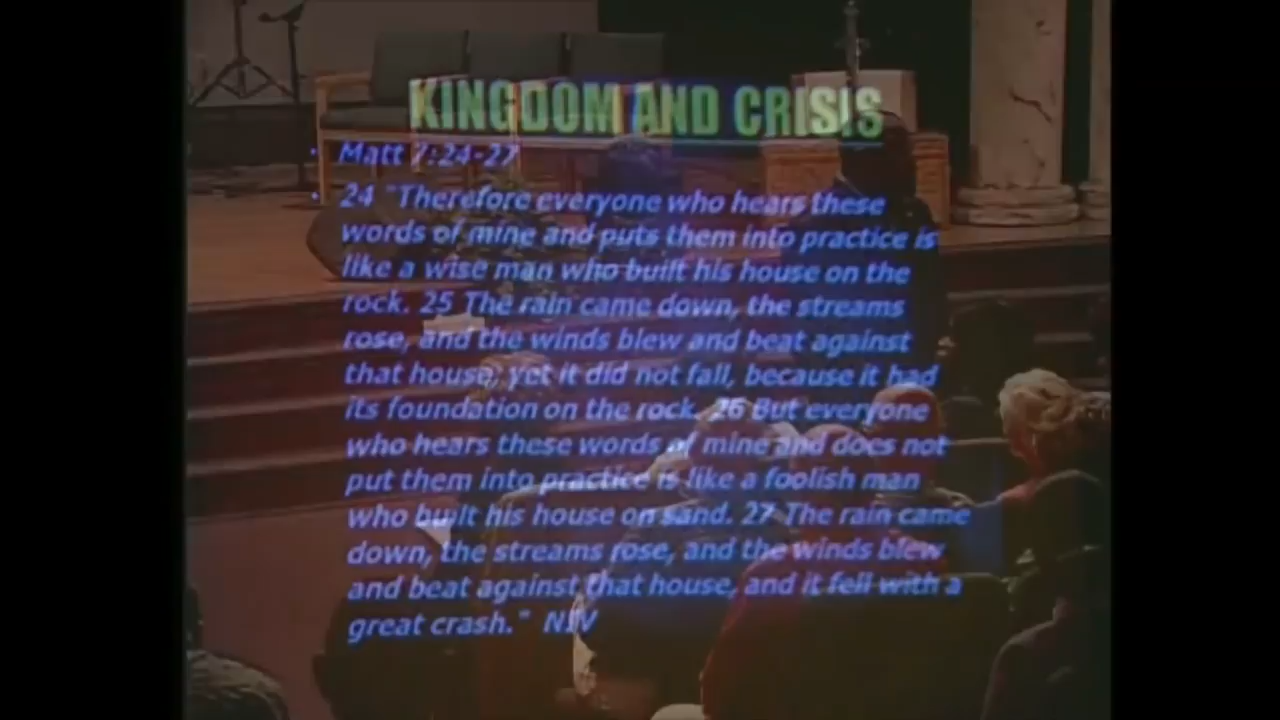 KINGDOM AND CRISIS
• Matt 7:24-27
• 24 "Therefore everyone who hears these
words of mine and puts them into practice is
like a wise man who built his house on the
rock. 25 The rain came down, the streams
rose, and the winds blew and beat against
that house; yet it did not fall, because it had
its foundation on the rock. 26 But everyone
who hears these words of mine and does not
put them into practice is like a foolish man
who built his house on sand. 27 The rain came
down, the streams rose, and the winds blew
and beat against that house, and it fell with a
great crash." NIV